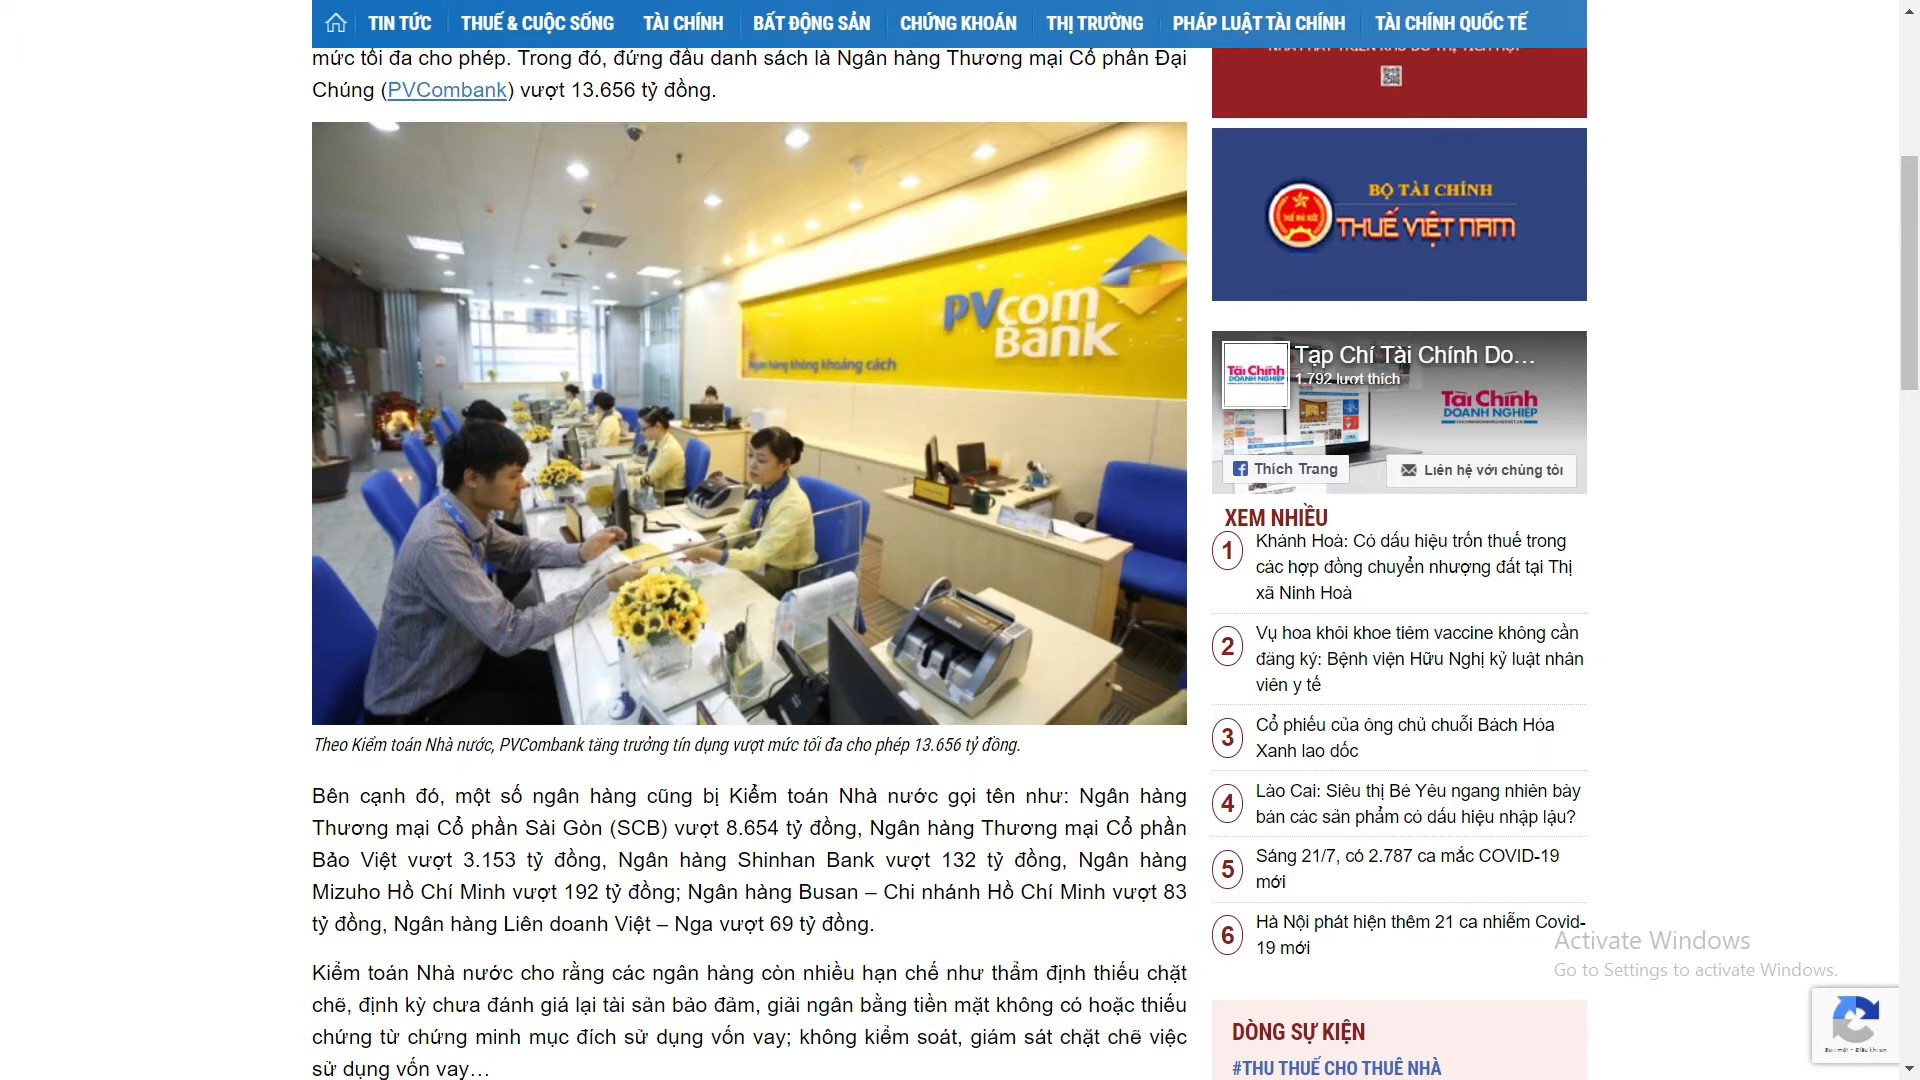 TIN TỨC
THUẾ & CUỘC SỐNG
TÀI CHÍNH
BẤT ĐỘNG SẢN
CHỨNG KHOÁN
THỊ TRƯỜNG
PHÁP LUẬT TÀI CHÍNH
TÀI CHÍNH QUỐC TẾ
mức tối đa cho phép. Trong đó, đứng đầu danh sách là Ngân hàng Thương mại Cổ phần Đại
Chúng (PVCombank) vượt 13.656 tỷ đồng.
PVcom
BANK
Ngân hàng không khoảng cách
Theo Kiểm toán Nhà nước, PVCombank tăng trưởng tín dụng vượt mức tối đa cho phép 13.656 tỷ đồng.
Bên cạnh đó, một số ngân hàng cũng bị Kiểm toán Nhà nước gọi tên như: Ngân hàng
Thương mại Cổ phần Sài Gòn (SCB) vượt 8.654 tỷ đồng, Ngân hàng Thương mại Cổ phần
Bảo Việt vượt 3.153 tỷ đồng, Ngân hàng Shinhan Bank vượt 132 tỷ đồng, Ngân hàng
Mizuho Hồ Chí Minh vượt 192 tỷ đồng; Ngân hàng Busan – Chi nhánh Hồ Chí Minh vượt 83
tỷ đồng, Ngân hàng Liên doanh Việt – Nga vượt 69 tỷ đồng.
Kiểm toán Nhà nước cho rằng các ngân hàng còn nhiều hạn chế như thẩm định thiếu chặt
chẽ, định kỳ chưa đánh giá lại tài sản bảo đảm, giải ngân bằng tiền mặt không có hoặc thiếu
chứng từ chứng minh mục đích sử dụng vốn vay; không kiểm soát, giám sát chặt chẽ việc
sử dụng vốn vay…
BỘ TÀI CHÍNH
THUẾ VIỆT NAM
Tạp Chí Tài Chính Do…
1.792 lượt thích
Tài Chính
DOANH NGHIỆP
Tài Chính
DOANH NGHIỆP
Thích Trang
Liên hệ với chúng tôi
XEM NHIỀU
1
Khánh Hoà: Có dấu hiệu trốn thuế trong
các hợp đồng chuyển nhượng đất tại Thị
xã Ninh Hoà
2
Vụ hoa khôi khoe tiêm vaccine không cần
đăng ký: Bệnh viện Hữu Nghị kỷ luật nhân
viên y tế
3
Cổ phiếu của ông chủ chuỗi Bách Hóa
Xanh lao dốc
4
Lào Cai: Siêu thị Bé Yêu ngang nhiên bày
bán các sản phẩm có dấu hiệu nhập lậu?
5
Sáng 21/7, có 2.787 ca mắc COVID-19
mới
6
Hà Nội phát hiện thêm 21 ca nhiễm Covid-
19 mới
Activate Windows
Go to Settings to activate Windows.
DÒNG SỰ KIỆN
#THU THUẾ CHO THUÊ NHÀ